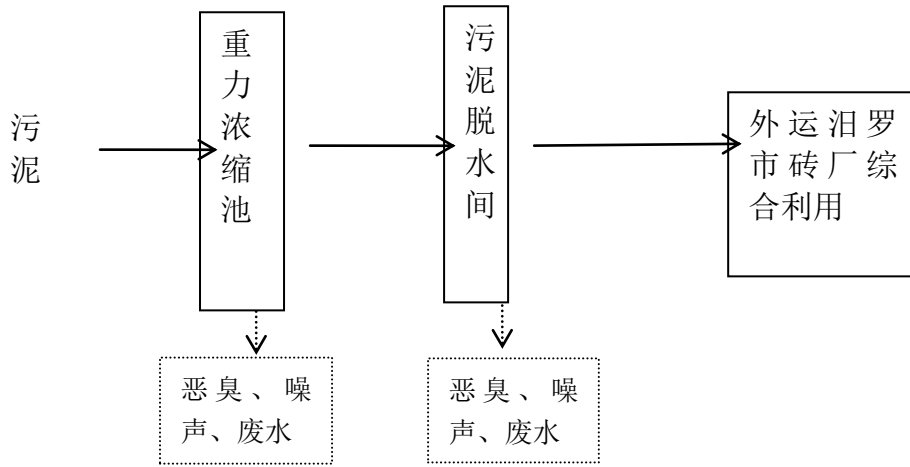 污
泥
重
力
浓
缩
池
污
泥
脱
水
间
外运汨罗
市砖厂综
合利用
恶臭、噪
声、废水
恶臭、噪
声、废水